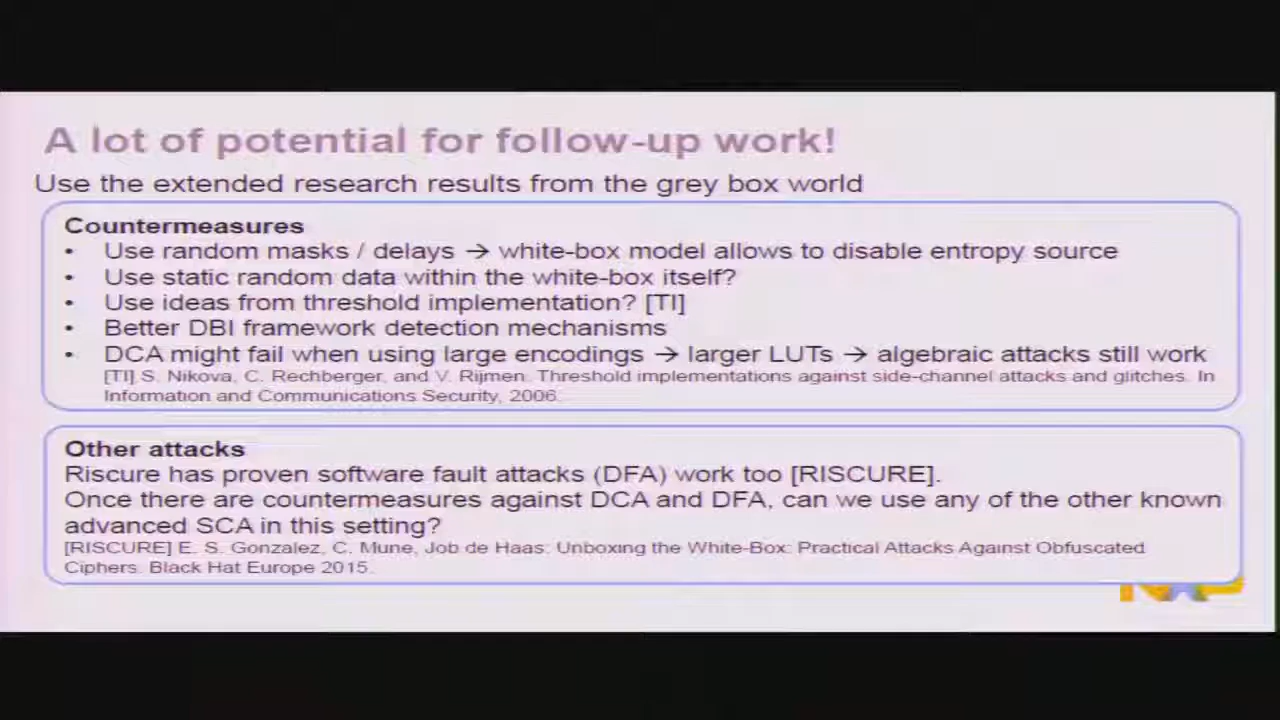 A lot of potential for follow-up work!
Use the extended research results from the grey box world
Countermeasures
• Use random masks / delays → white-box model allows to disable entropy source
• Use static random data within the white-box itself?
• Use ideas from threshold implementation? [TI]
• Better DBI framework detection mechanisms
• DCA might fail when using large encodings → larger LUTs → algebraic attacks still work
[TI] S. Nikova, C. Rechberger, and V. Rijmen. Threshold implementations against side-channel attacks and glitches. In
Information and Communications Security, 2006.
Other attacks
Riscure has proven software fault attacks (DFA) work too [RISCURE].
Once there are countermeasures against DCA and DFA, can we use any of the other known
advanced SCA in this setting?
[RISCURE] E. S. Gonzalez, C. Mune, Job de Haas: Unboxing the White-Box: Practical Attacks Against Obfuscated
Ciphers. Black Hat Europe 2015.